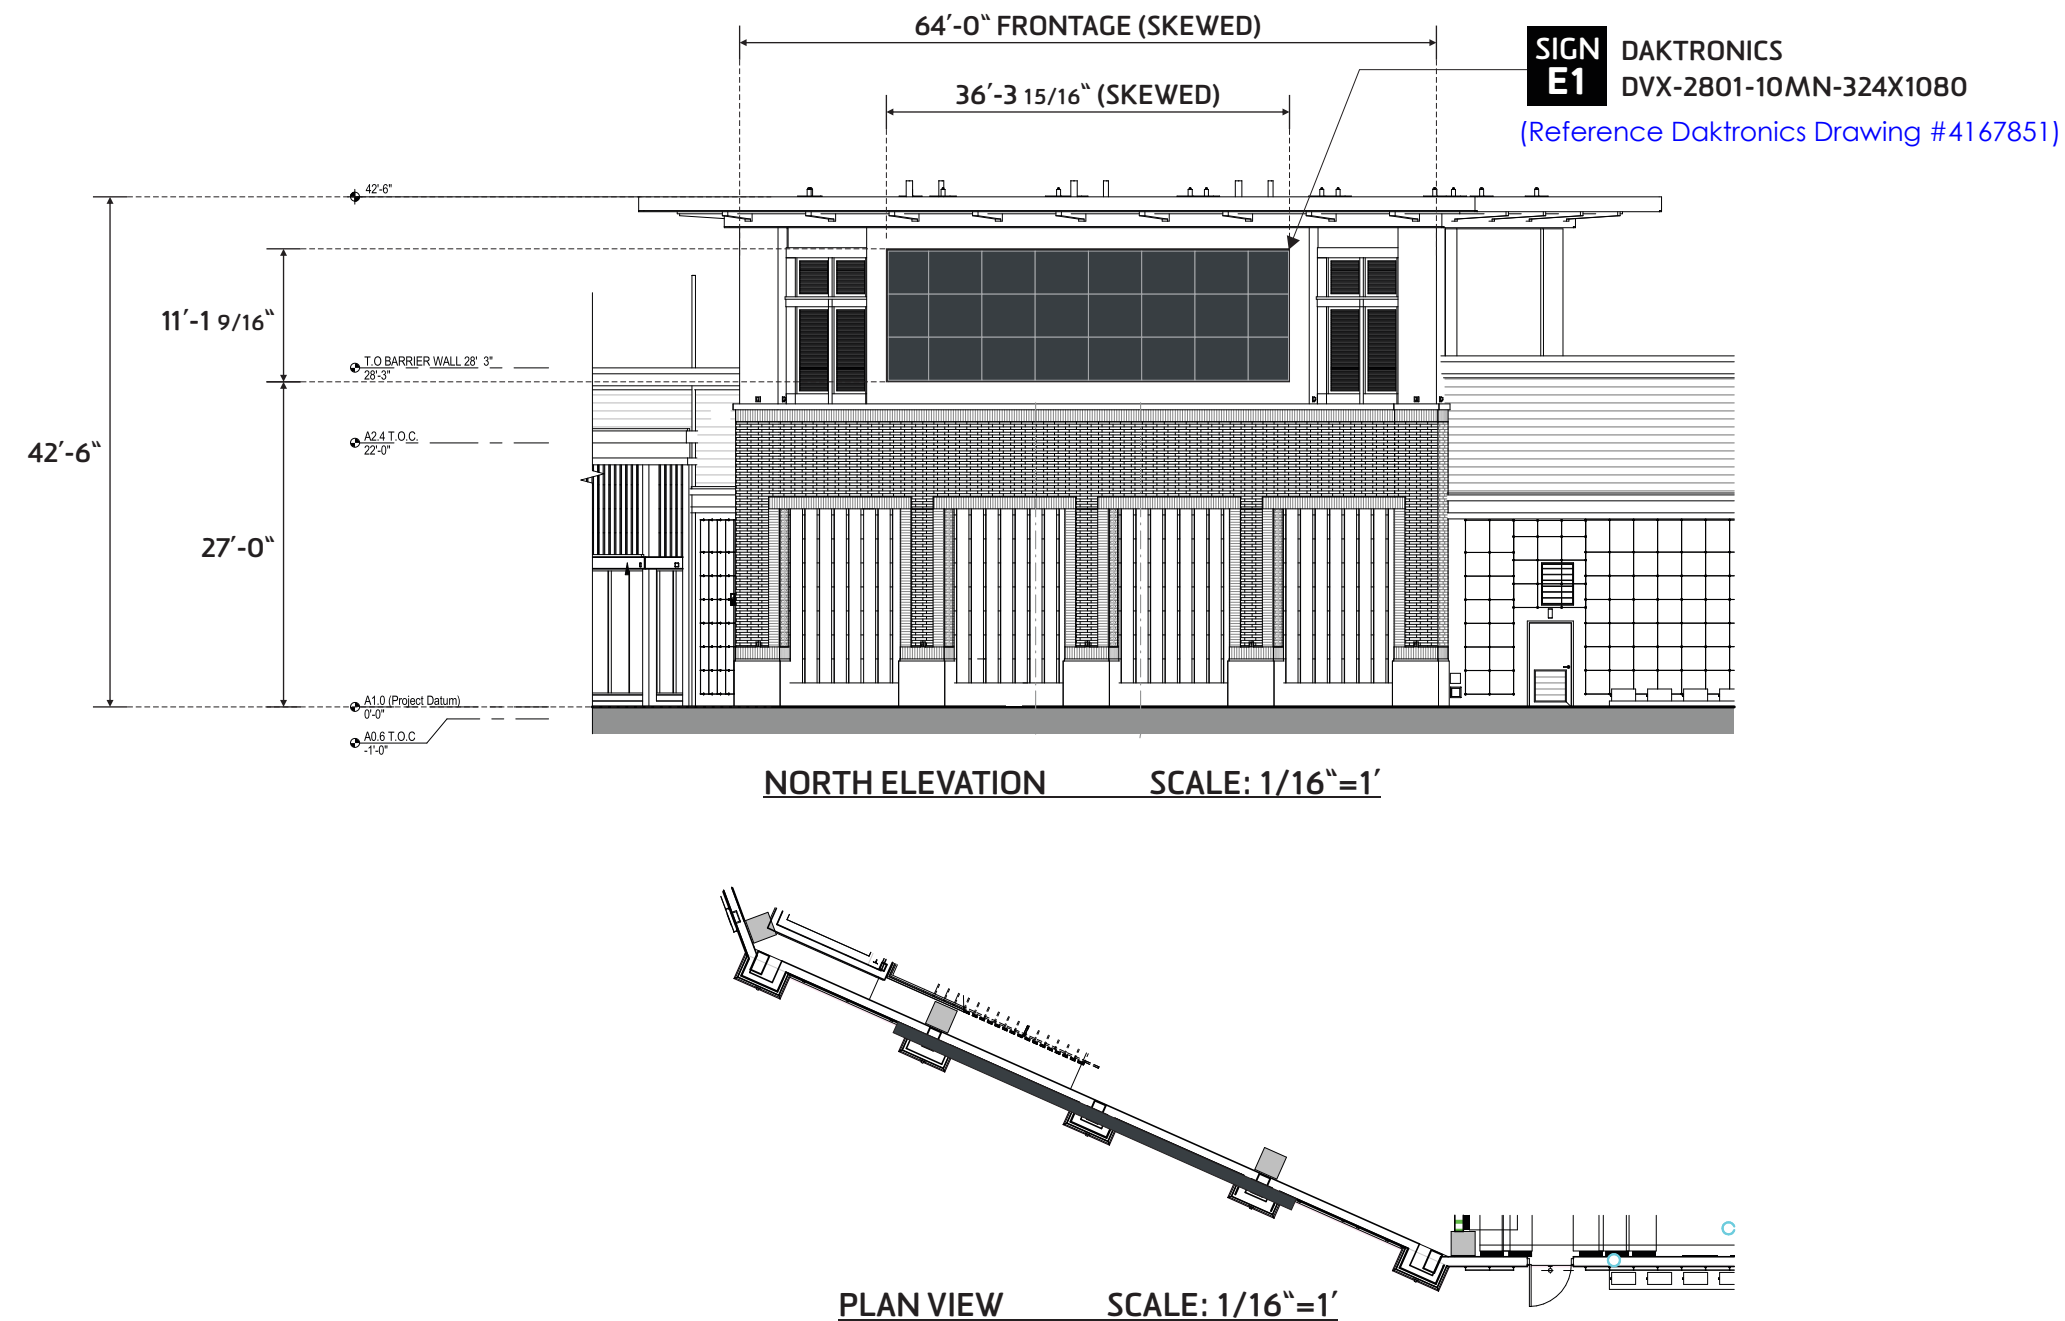 64′-0“ FRONTAGE (SKEWED)
SIGN
E1
DAKTRONICS
DVX-2801-10MN-324X1080
(Reference Daktronics Drawing #4167851)
36′-3 15/16“ (SKEWED)
42'-6"
11′-1 9/16“
T.O BARRIER WALL 28' 3"
28'-3"
A2.4 T.O.C.
22'-0"
42′-6“
27′-0“
A1.0 (Project Datum)
0'-0"
A0.6 T.O.C
-1'-0"
NORTH ELEVATION SCALE: 1/16“=1′
PLAN VIEW SCALE: 1/16“=1′